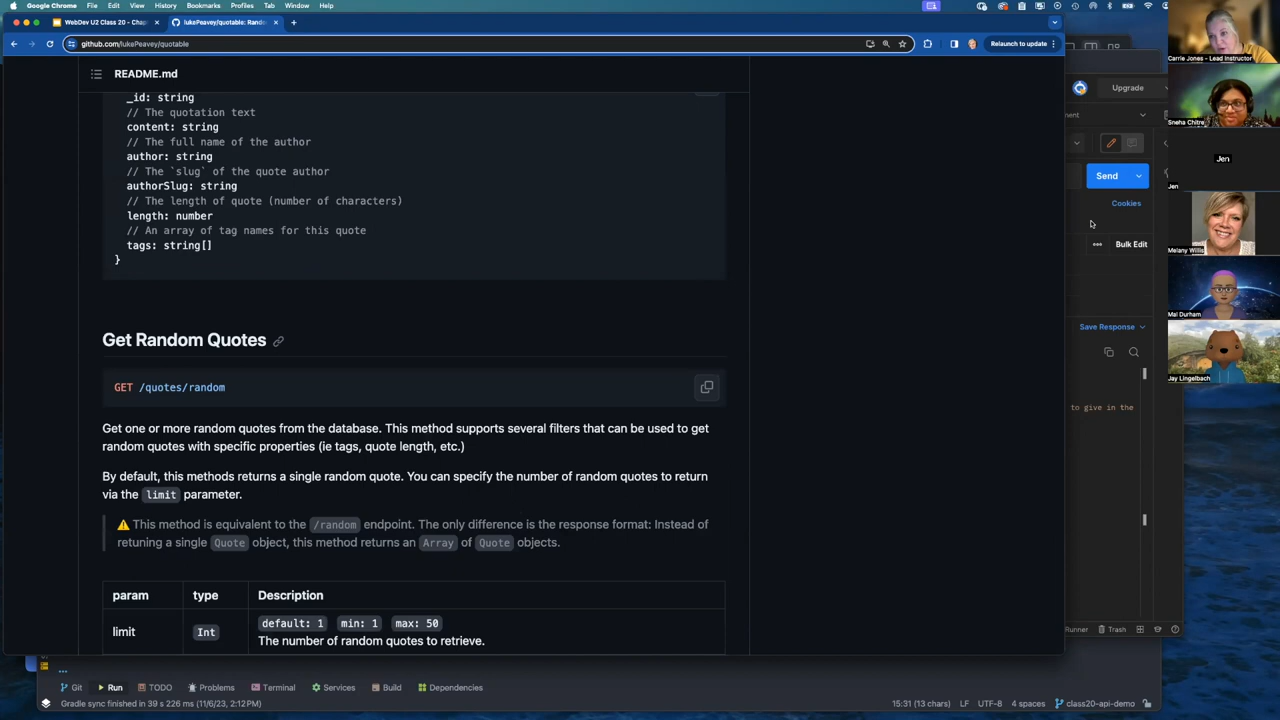 Google Chrome File Edit View History Bookmarks Profiles Tab Window Help
WebDev U2 Class 20 - Chap
lukePeavey/quotable: Rando
github.com/lukePeavey/quotable
Relaunch to update
README.md
_id: string
// The quotation text
content: string
// The full name of the author
author: string
// The `slug` of the quote author
authorSlug: string
// The length of quote (number of characters)
length: number
// An array of tag names for this quote
tags: string[]
}
Get Random Quotes
GET /quotes/random
Get one or more random quotes from the database. This method supports several filters that can be used to get
random quotes with specific properties (ie tags, quote length, etc.)
By default, this methods returns a single random quote. You can specify the number of random quotes to return
via the limit parameter.
This method is equivalent to the /random endpoint. The only difference is the response format: Instead of
retuning a single Quote object, this method returns an Array of Quote objects.
param type Description
limit Int default: 1 min: 1 max: 50
The number of random quotes to retrieve.
Upgrade
nent
Send
Cookies
Bulk Edit
Save Response
to give in the
Runner Trash
Carrie Jones - Lead Instructor
Sneha Chitre
Jen
Jen
Melany Willis
Mal Durham
Jay Lingelbach
Git Run TODO Problems Terminal Services Build Dependencies
Gradle sync finished in 39 s 226 ms (11/6/23, 2:12PM)
15:31 (13 chars) LF UTF-8 4 spaces class20-api-demo